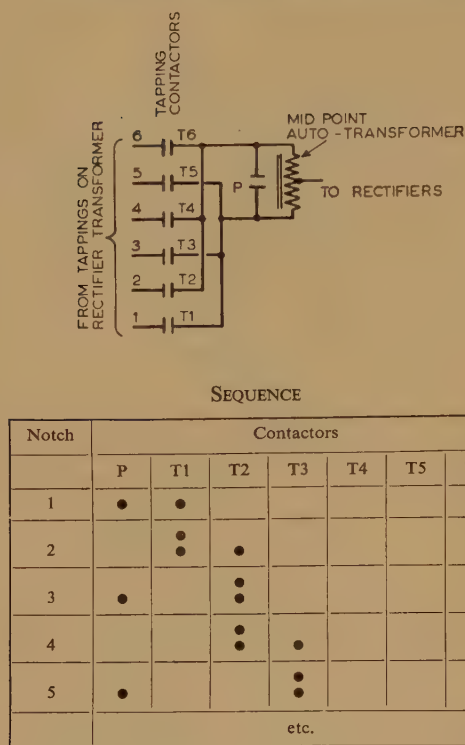 TAPPING
CONTACTORS
FROM TAPPINGS ON
RECTIFIER TRANSFORMER
6 T6
5 T5
4 T4
3 T3
2 T2
1 T1
P
MID POINT
AUTO-TRANSFORMER
TO RECTIFIERS
SEQUENCE
Notch Contactors
P T1 T2 T3 T4 T5
1 ● ●
●
2 ● ●
●
3 ● ●
●
4 ● ●
●
5 ● ●
etc.